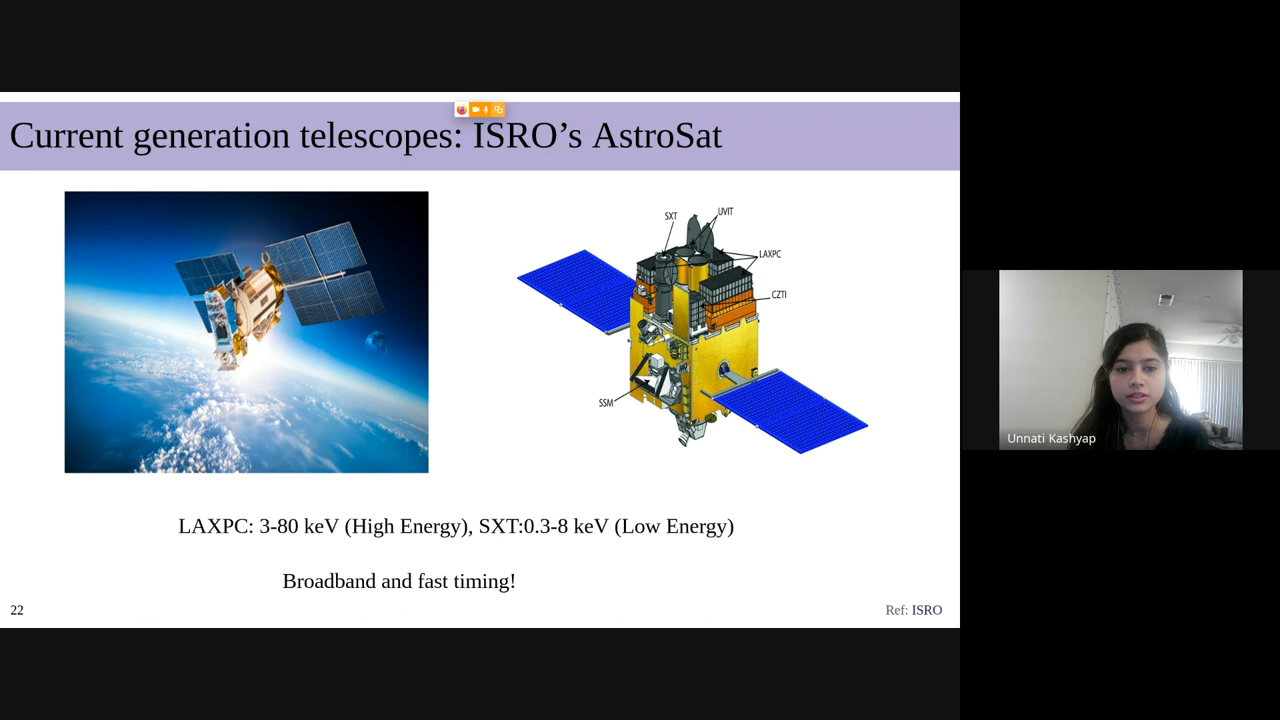 Current generation telescopes: ISRO’s AstroSat
SXT
UVIT
LAXPC
CZTI
SSM
LAXPC: 3-80 keV (High Energy), SXT:0.3-8 keV (Low Energy)
Broadband and fast timing!
22
Ref: ISRO
Unnati Kashyap